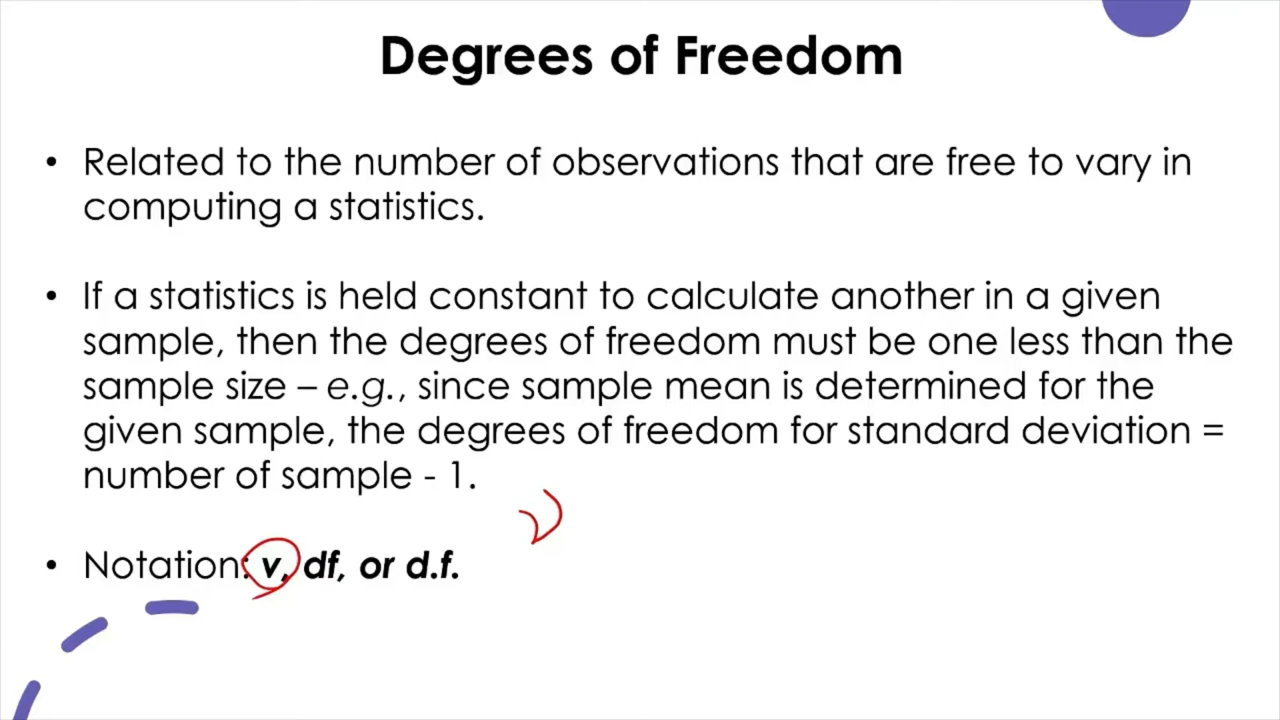 Degrees of Freedom
• Related to the number of observations that are free to vary in
computing a statistics.
• If a statistics is held constant to calculate another in a given
sample, then the degrees of freedom must be one less than the
sample size – e.g., since sample mean is determined for the
given sample, the degrees of freedom for standard deviation =
number of sample - 1.
ν
• Notation: v, df, or d.f.